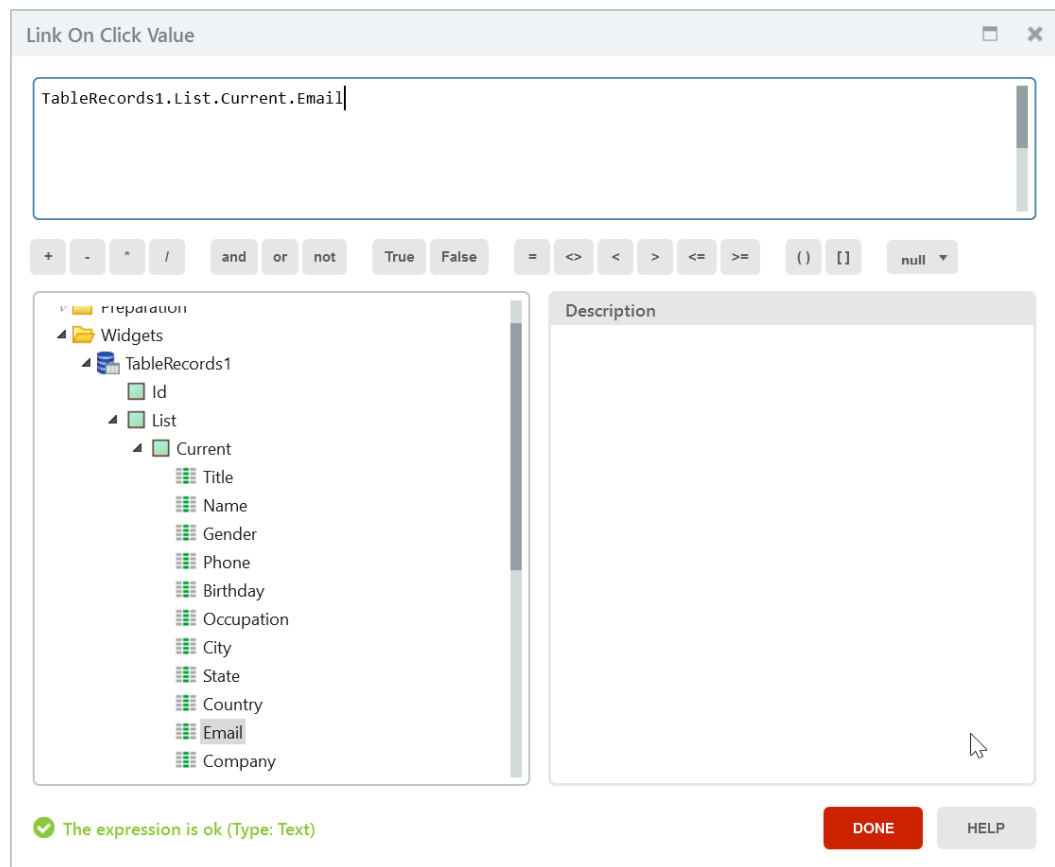 Link On Click Value
TableRecords1.List.Current.Email
+ - * / and or not True False = <> < > <= >= ( ) [ ] null
Preparation
Widgets
TableRecords1
Id
List
Current
Title
Name
Gender
Phone
Birthday
Occupation
City
State
Country
Email
Company
Description
The expression is ok (Type: Text)
DONE HELP